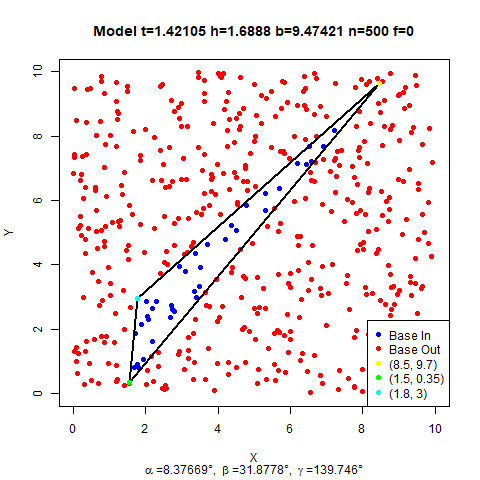 Model t=1.42105 h=1.6888 b=9.47421 n=500 f=0
Y
10
8
6
4
2
0
Base In
Base Out
(8.5, 9.7)
(1.5, 0.35)
(1.8, 3)
0 2 4 6 8 10
X
α=8.37669°, β=31.8778°, γ=139.746°